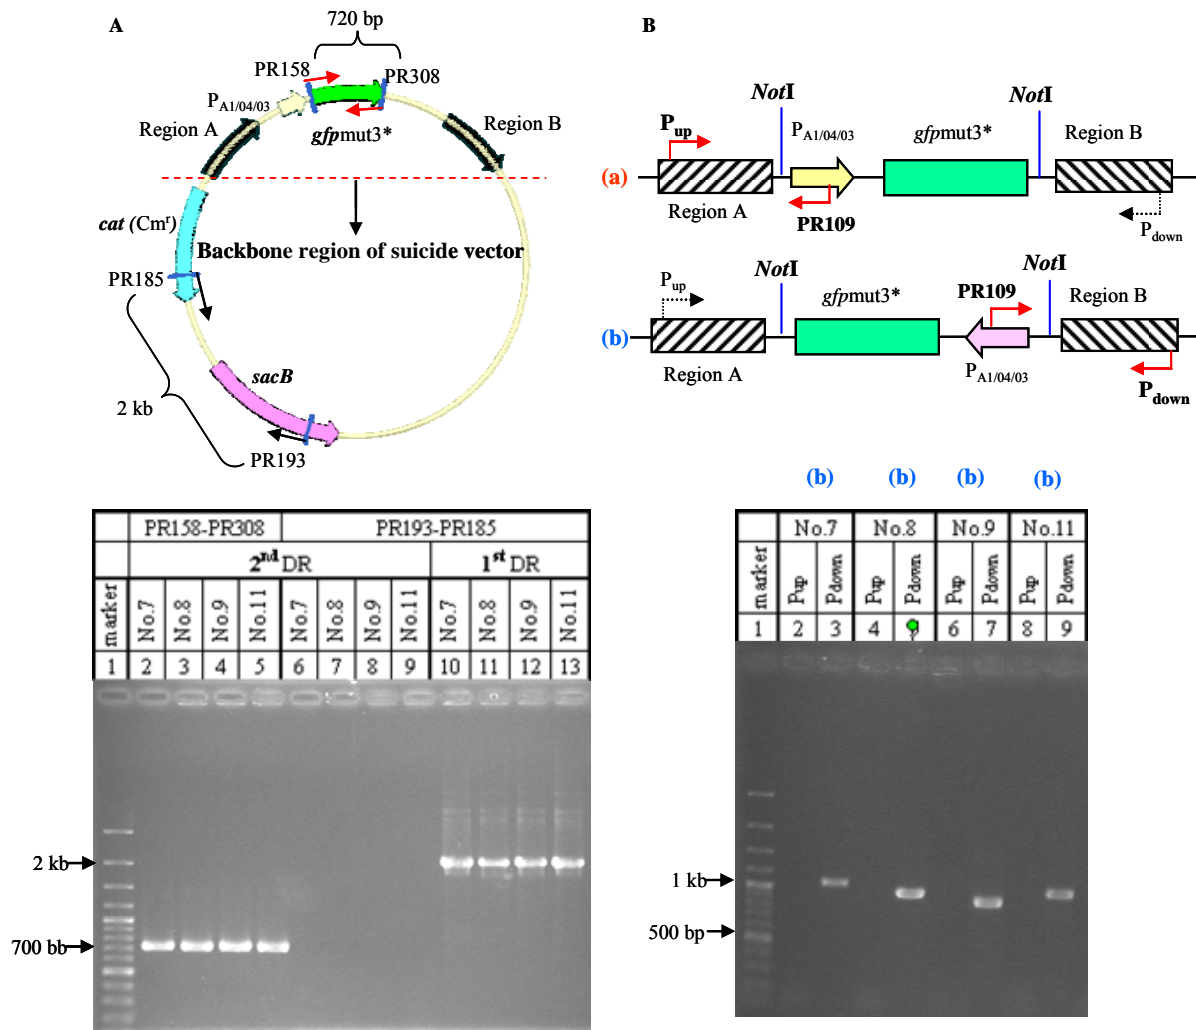 A
720 bp
PR158
PR308
PA1/04/03
Region A
gfpmut3*
Region B
cat (Cmr)
Backbone region of suicide vector
PR185
sacB
2 kb
PR193
B
NotI
NotI
Pup
PA1/04/03
gfpmut3*
Region B
(a)
Region A
PR109
Pdown
NotI
NotI
Pup
gfpmut3*
PR109
Region B
(b)
Region A
PA1/04/03
Pdown
PR158-PR308 PR193-PR185
2nd DR 1st DR
marker No.7 No.8 No.9 No.11 No.7 No.8 No.9 No.11 No.7 No.8 No.9 No.11
1 2 3 4 5 6 7 8 9 10 11 12 13
2 kb
700 bb
(b) (b) (b) (b)
No.7 No.8 No.9 No.11
marker Pup Pdown Pup Pdown Pup Pdown Pup Pdown
1 2 3 4 6 7 8 9
1 kb
500 bp